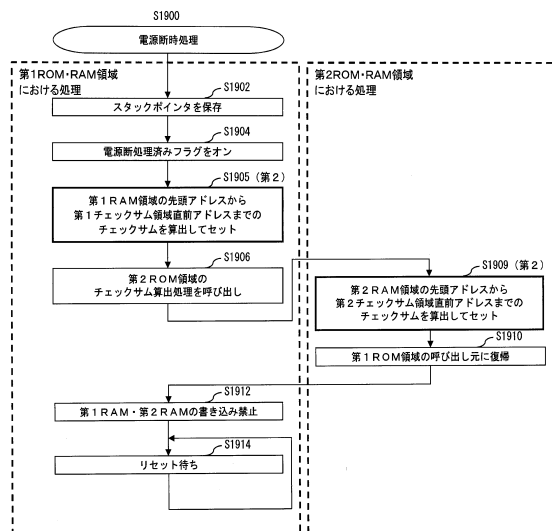 S1900
電源断時処理
第1ROM・RAM領域
における処理
S1902
スタックポインタを保存
S1904
電源断処理済みフラグをオン
S1905（第2）
第1RAM領域の先頭アドレスから
第1チェックサム領域直前アドレスまでの
チェックサムを算出してセット
S1906
第2ROM領域の
チェックサム算出処理を呼び出し
第2ROM・RAM領域
における処理
S1909（第2）
第2RAM領域の先頭アドレスから
第2チェックサム領域直前アドレスまでの
チェックサムを算出してセット
S1910
第1ROM領域の呼び出し元に復帰
S1912
第1RAM・第2RAMの書き込み禁止
S1914
リセット待ち